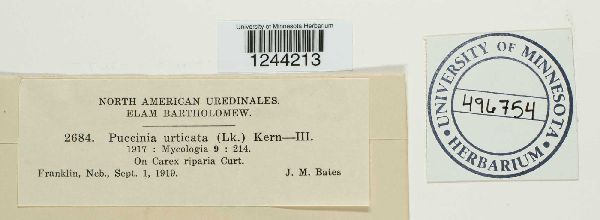 University of Minnesota Herbarium
1244213
NORTH AMERICAN UREDINALES.
ELAM BARTHOLOMEW.
2684. Puccinia urticata (Lk.) Kern—III.
1917 : Mycologia 9 : 214.
On Carex riparia Curt.
Franklin, Neb., Sept. 1, 1919. J. M. Bates
UNIVERSITY OF MINNESOTA
496754
• HERBARIUM •